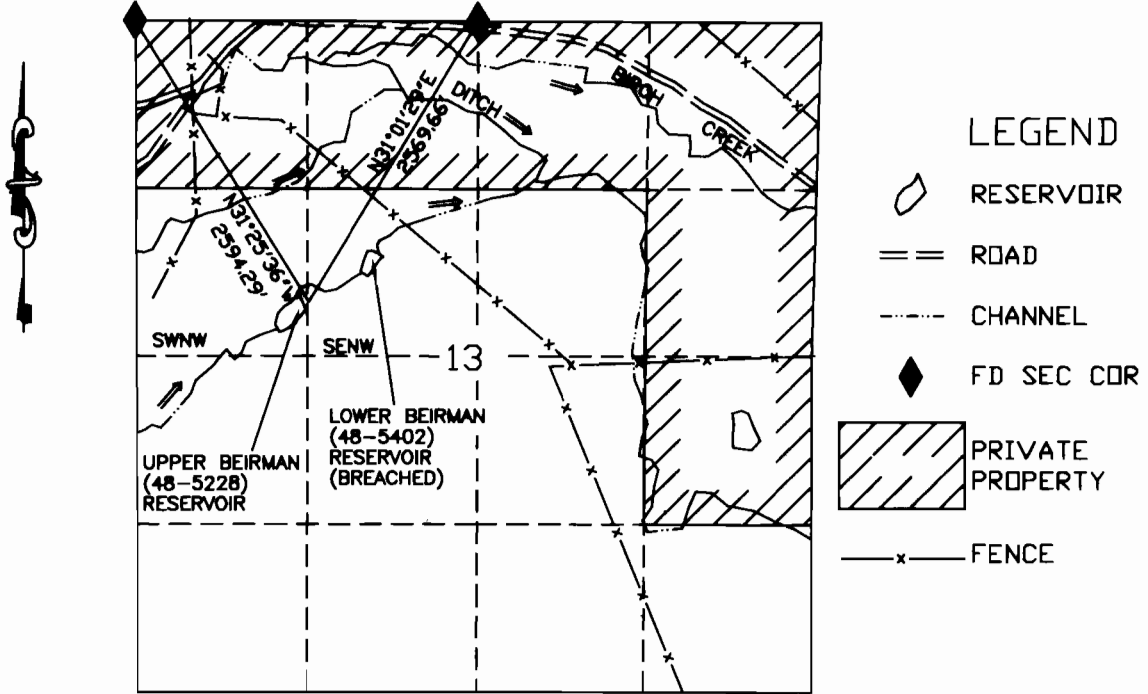 N31°01'29"E
2569.66'
DITCH
BIRCH
CREEK
N31°25'36"W
2594.29'
SWNW
SENW
13
UPPER BEIRMAN
(48-5228)
RESERVOIR
LOWER BEIRMAN
(48-5402)
RESERVOIR
(BREACHED)
LEGEND
RESERVOIR
ROAD
CHANNEL
FD SEC COR
PRIVATE
PROPERTY
FENCE